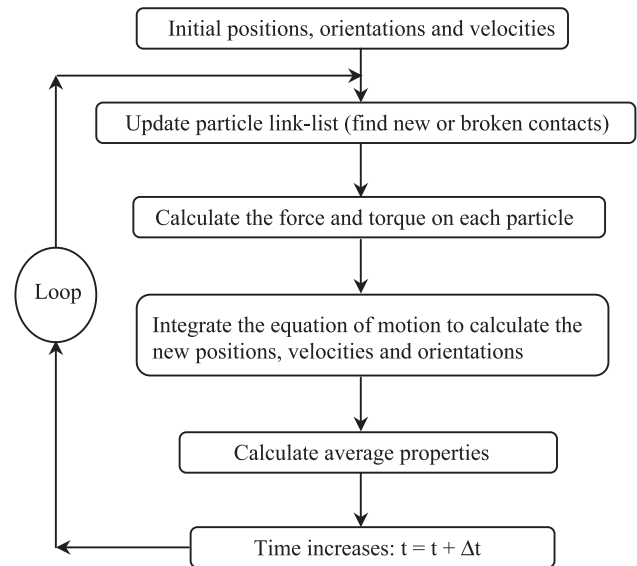 Initial positions, orientations and velocities
Update particle link-list (find new or broken contacts)
Calculate the force and torque on each particle
Loop
Integrate the equation of motion to calculate the
new positions, velocities and orientations
Calculate average properties
Time increases: t = t + Δt